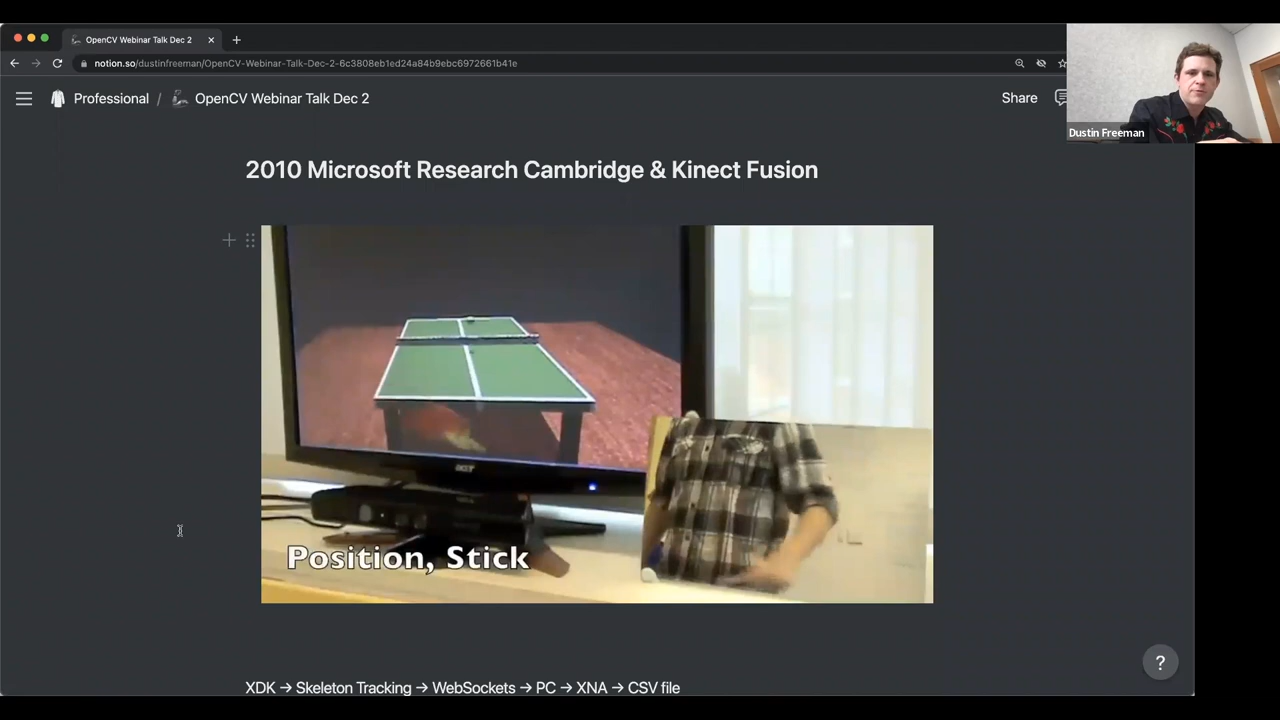 OpenCV Webinar Talk Dec 2
notion.so/dustinfreeman/OpenCV-Webinar-Talk-Dec-2-6c3808eb1ed24a84b9ebc6972661b41e
Professional / OpenCV Webinar Talk Dec 2
Share
Dustin Freeman
2010 Microsoft Research Cambridge & Kinect Fusion
acer
Position, Stick
?
XDK → Skeleton Tracking → WebSockets → PC → XNA → CSV file